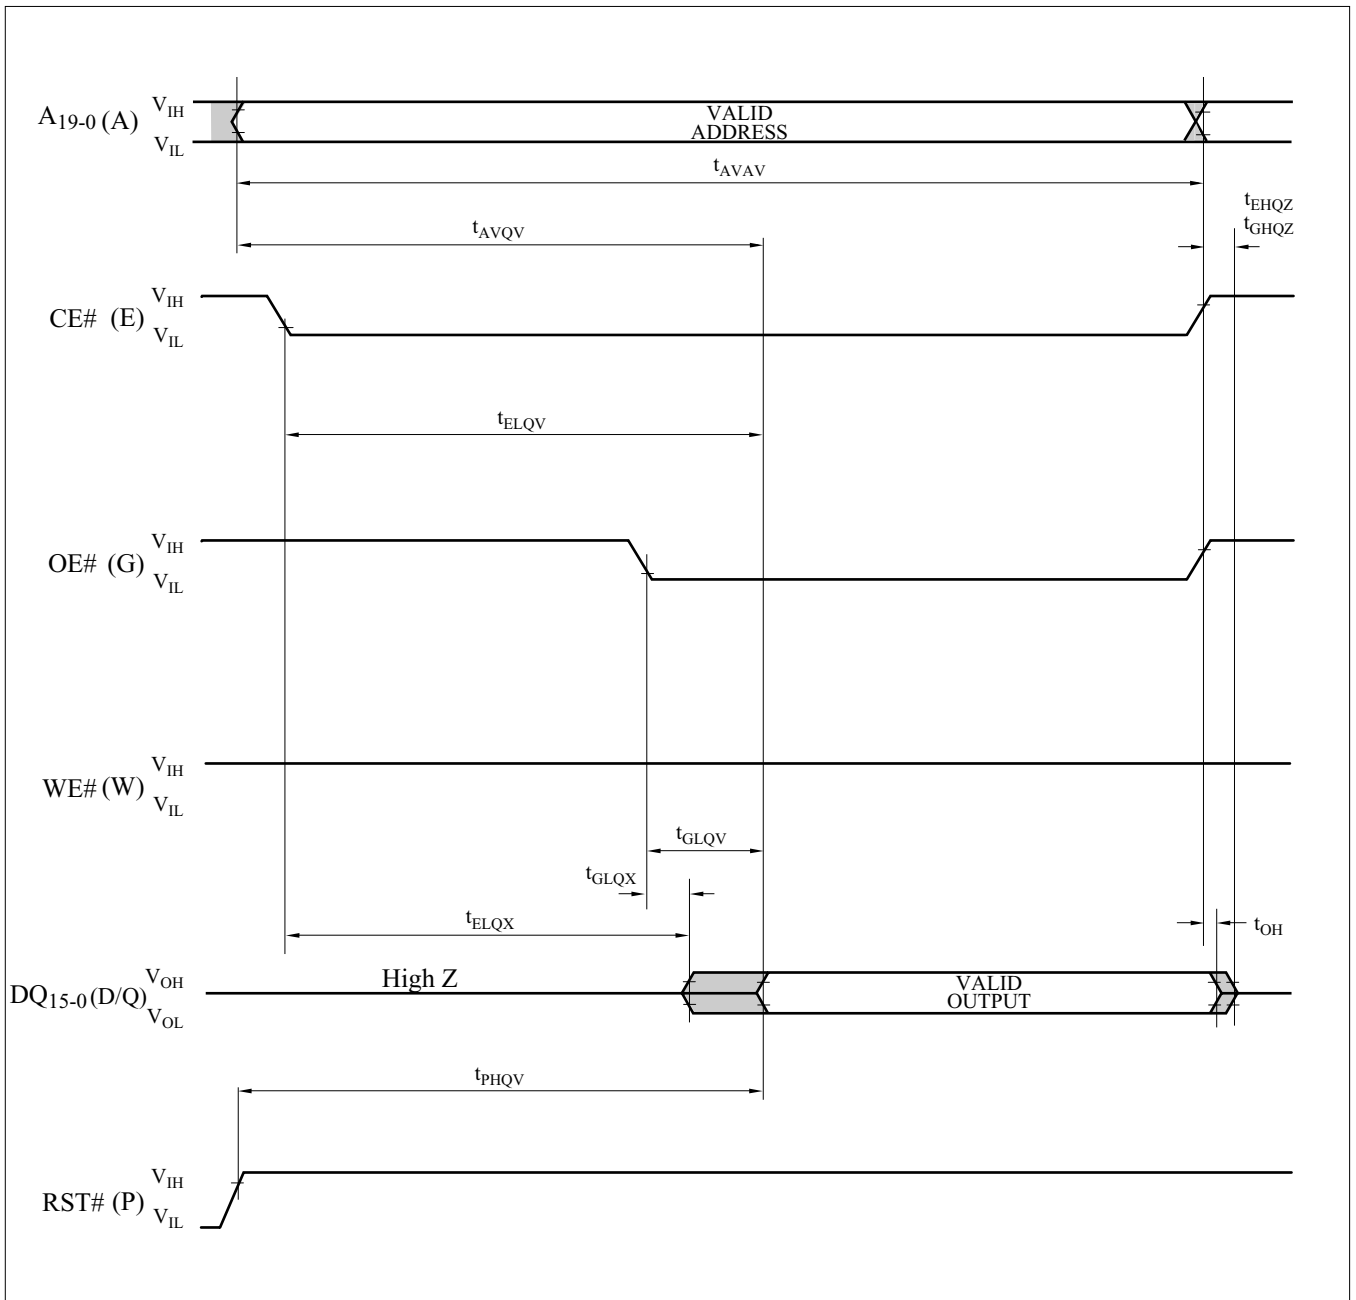 A19-0 (A) VIH VALID
VIL ADDRESS
tAVAV
tEHQZ
tAVQV tGHQZ
VIH
CE# (E)
VIL
tELQV
VIH
OE# (G)
VIL
VIH
WE# (W)
VIL
tGLQV
tGLQX
tELQX tOH
VOH High Z VALID
DQ15-0 (D/Q) OUTPUT
VOL
tPHQV
VIH
RST# (P)
VIL